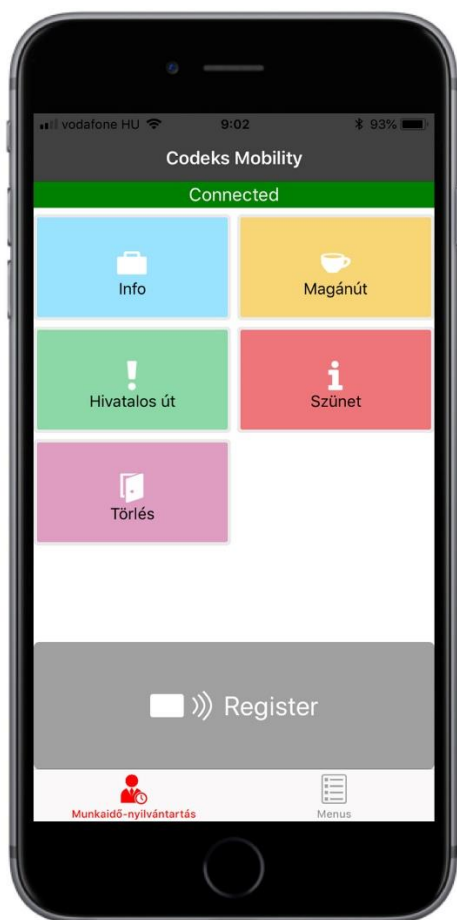 vodafone HU 9:02 93%
Codeks Mobility
Connected
Info
Magánút
Hivatalos út
Szünet
Törlés
Register
Munkaidő-nyilvántartás
Menus